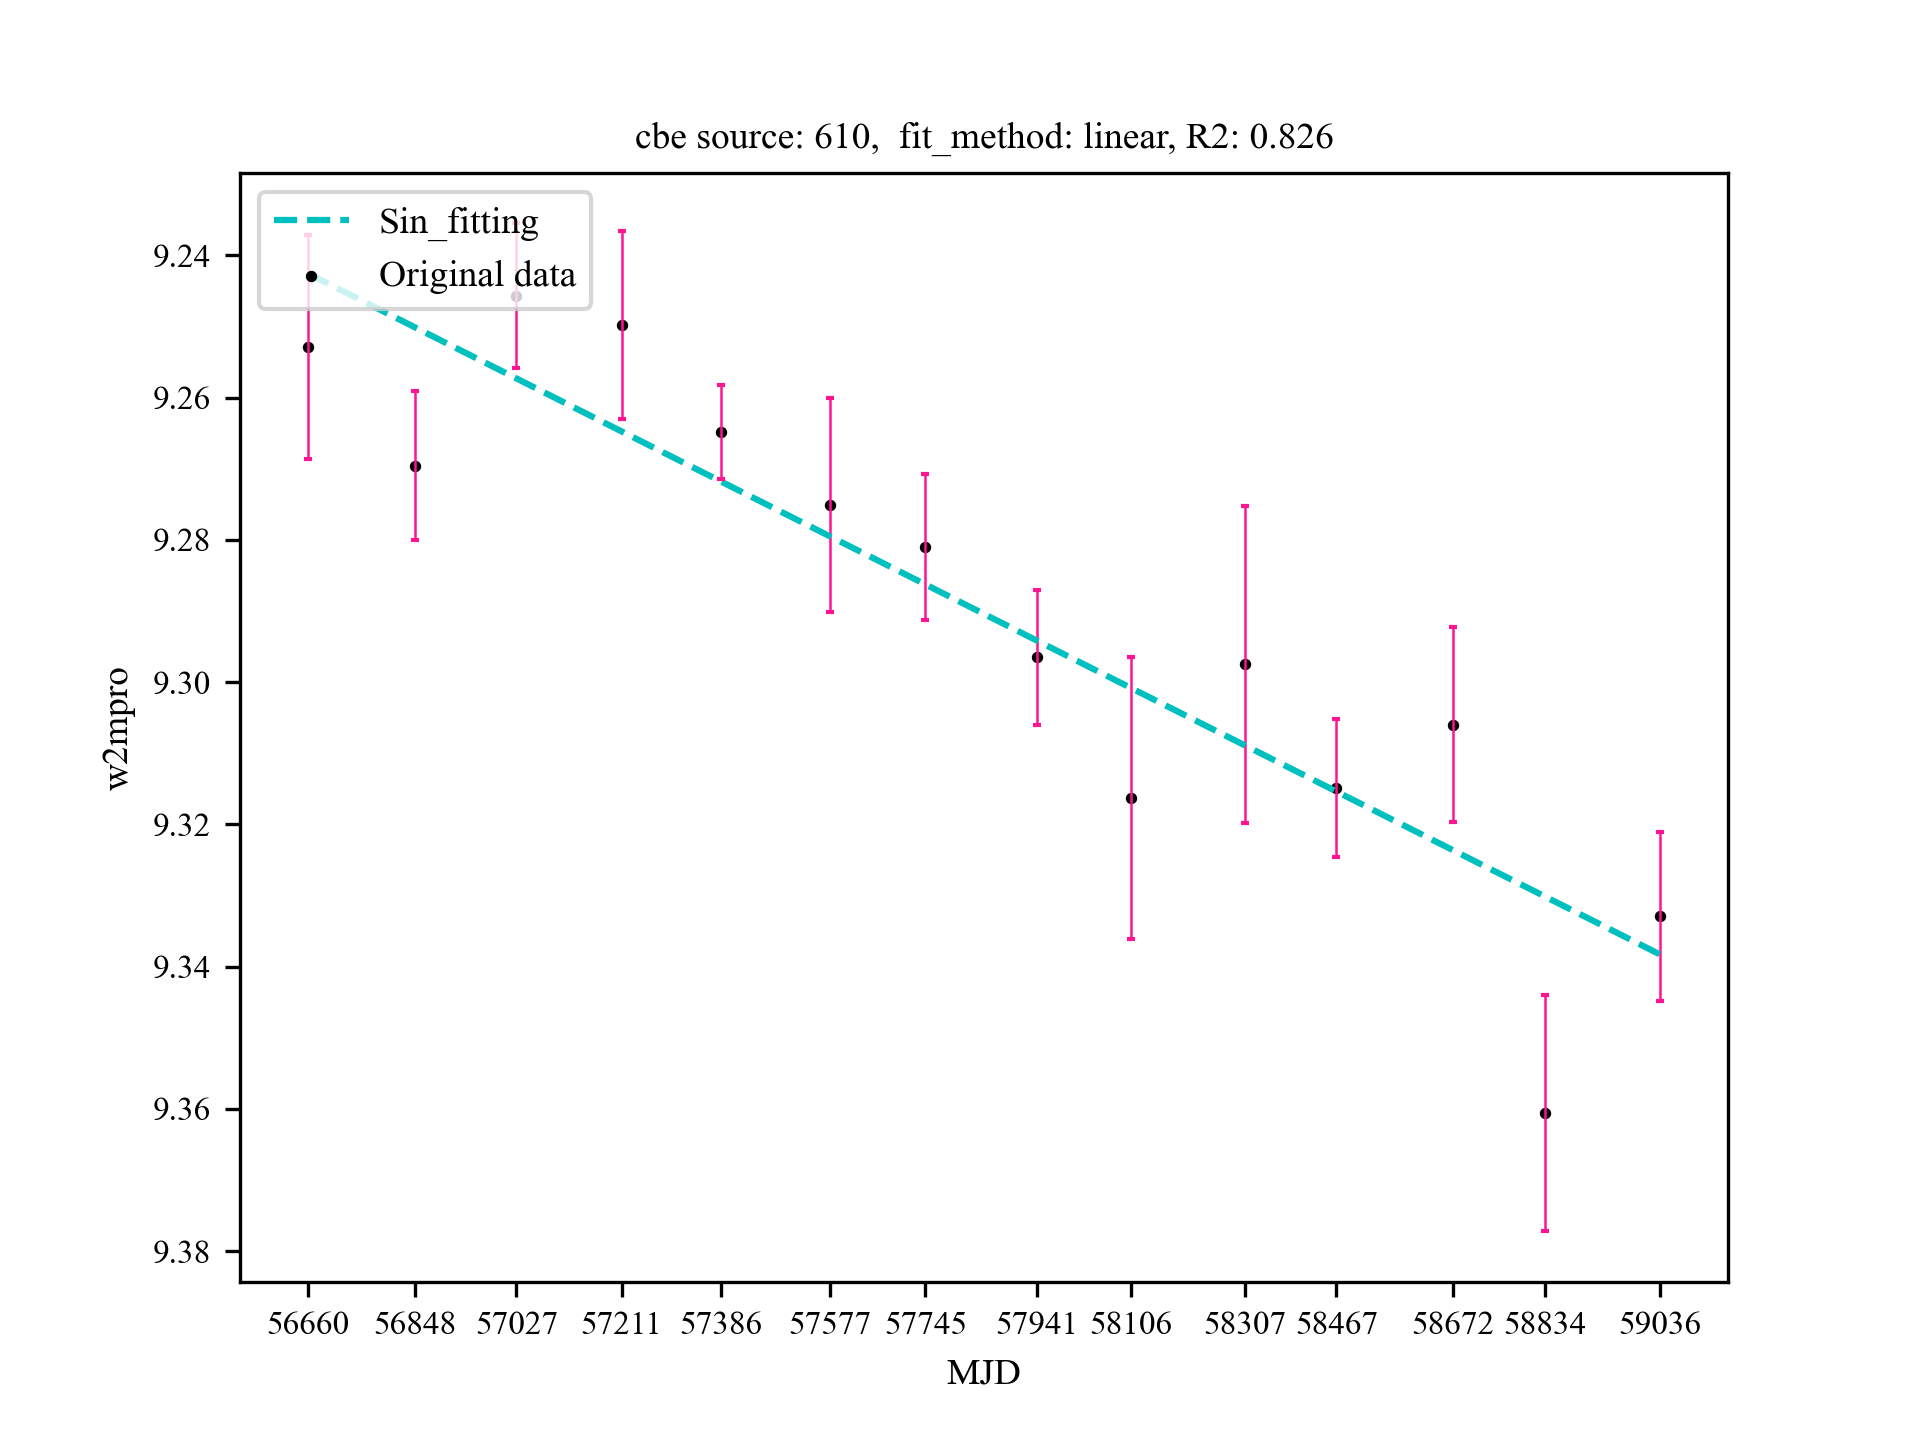 cbe source: 610,  fit_method: linear, R2: 0.826
Sin_fitting
Original data
9.24
9.26
9.28
9.30
9.32
9.34
9.36
9.38
w2mpro
56660 56848 57027 57211 57386 57577 57745 57941 58106 58307 58467 58672 58834 59036
MJD